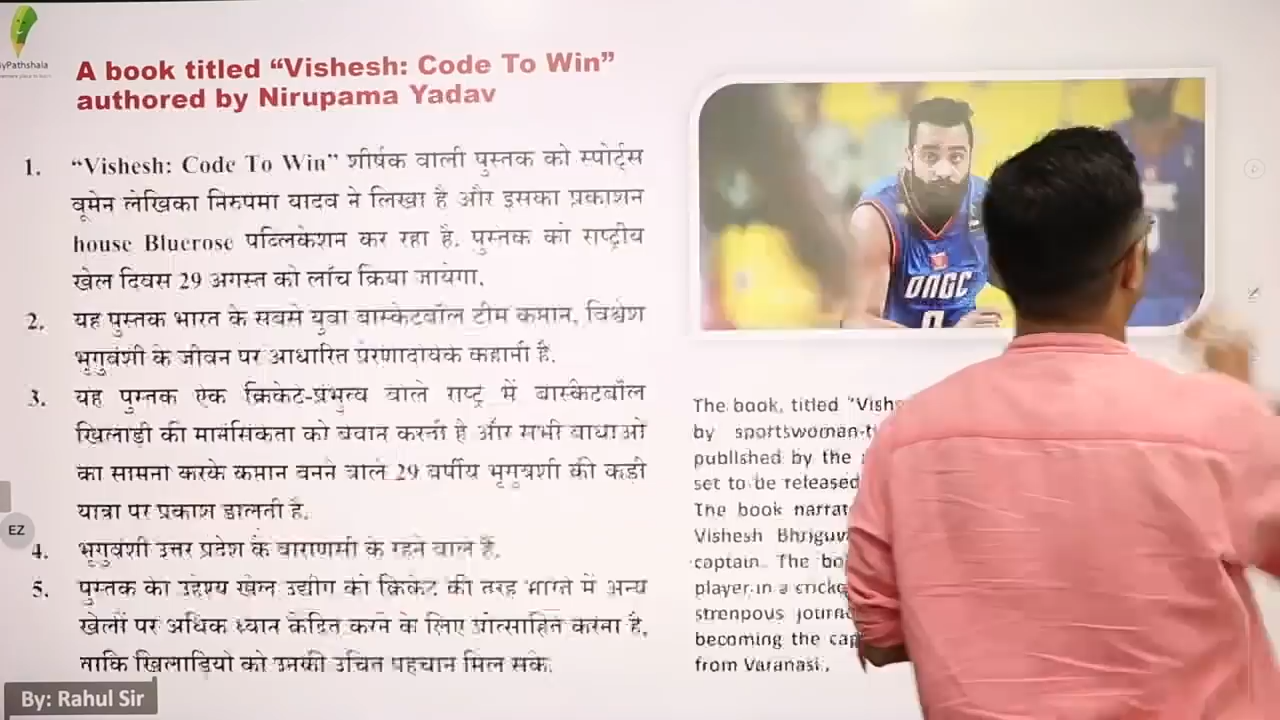 yPathshala
A book titled “Vishesh: Code To Win”
authored by Nirupama Yadav
1. “Vishesh: Code To Win” शीर्षक वाली पुस्तक को स्पोर्ट्स
वूमेन लेखिका निरुपमा यादव ने लिखा है और इसका प्रकाशन
house Bluerose पब्लिकेशन कर रहा है. पुस्तक को राष्ट्रीय
खेल दिवस 29 अगस्त को लॉंच किया जायेगा.
2. यह पुस्तक भारत के सबसे युवा बास्केटबॉल टीम कप्तान, विशेष
भृगुवंशी के जीवन पर आधारित प्रेरणादायक कहानी है.
3. यह पुस्तक एक क्रिकेट-प्रभुत्व वाले राष्ट्र में बास्केटबॉल
खिलाड़ी की मानसिकता को बयान करती है और सभी बाधाओं
का सामना करके कप्तान बनने वाले 29 वर्षीय भृगुवंशी की कड़ी
यात्रा पर प्रकाश डालती है.
4. भृगुवंशी उत्तर प्रदेश के वाराणसी के रहने वाले हैं.
5. पुस्तक का उद्देश्य खेल उद्योग को क्रिकेट की तरह भारत में अन्य
खेलों पर अधिक ध्यान केंद्रित करने के लिए प्रोत्साहित करना है,
ताकि खिलाड़ियों को उनकी उचित पहचान मिल सके.
ONGC
The book, titled “Vish
by sportswoman-t
published by the
set to be released
The book narrat
Vishesh Bhriguv
captain. The bo
player in a cricke
strenpous journ
becoming the cap
from Varanasi.
EZ
By: Rahul Sir